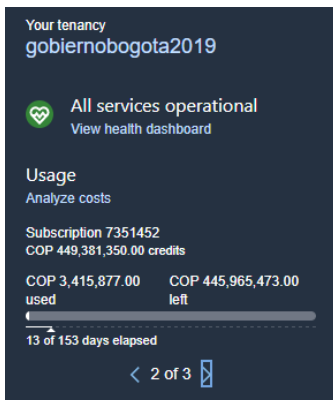 Your tenancy
gobiernobogota2019
All services operational
View health dashboard
Usage
Analyze costs
Subscription 7351452
COP 449,381,350.00 credits
COP 3,415,877.00 used
COP 445,965,473.00 left
13 of 153 days elapsed
2 of 3